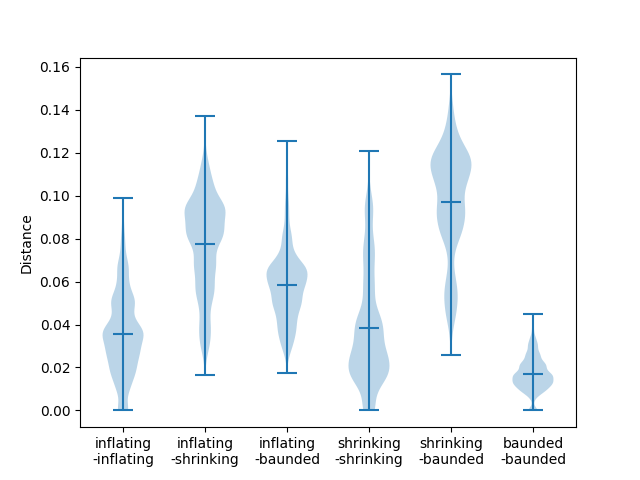 0.16
0.14
0.12
0.10
0.08
0.06
0.04
0.02
0.00
Distance
inflating
-inflating
inflating
-shrinking
inflating
-baunded
shrinking
-shrinking
shrinking
-baunded
baunded
-baunded